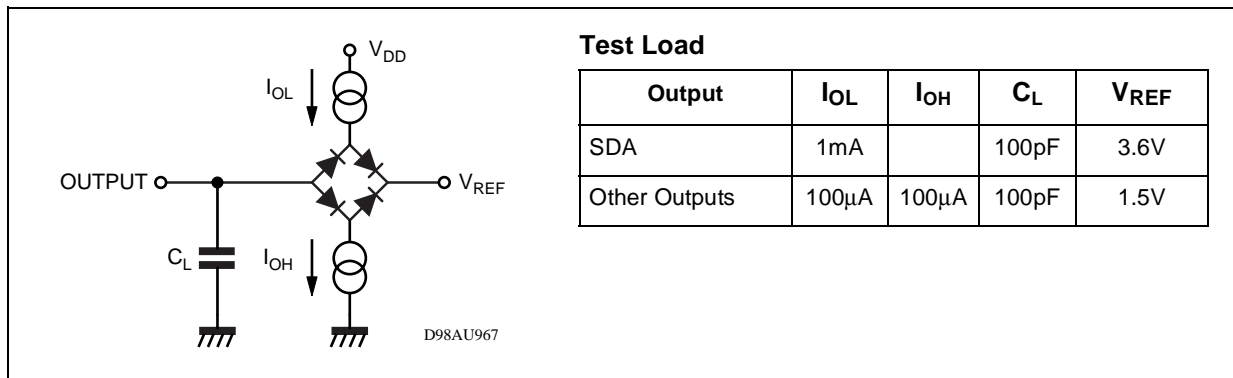 V_DD
I_OL
OUTPUT
V_REF
C_L
I_OH
D98AU967
Test Load
Output I_OL I_OH C_L V_REF
SDA 1mA 100pF 3.6V
Other Outputs 100μA 100μA 100pF 1.5V